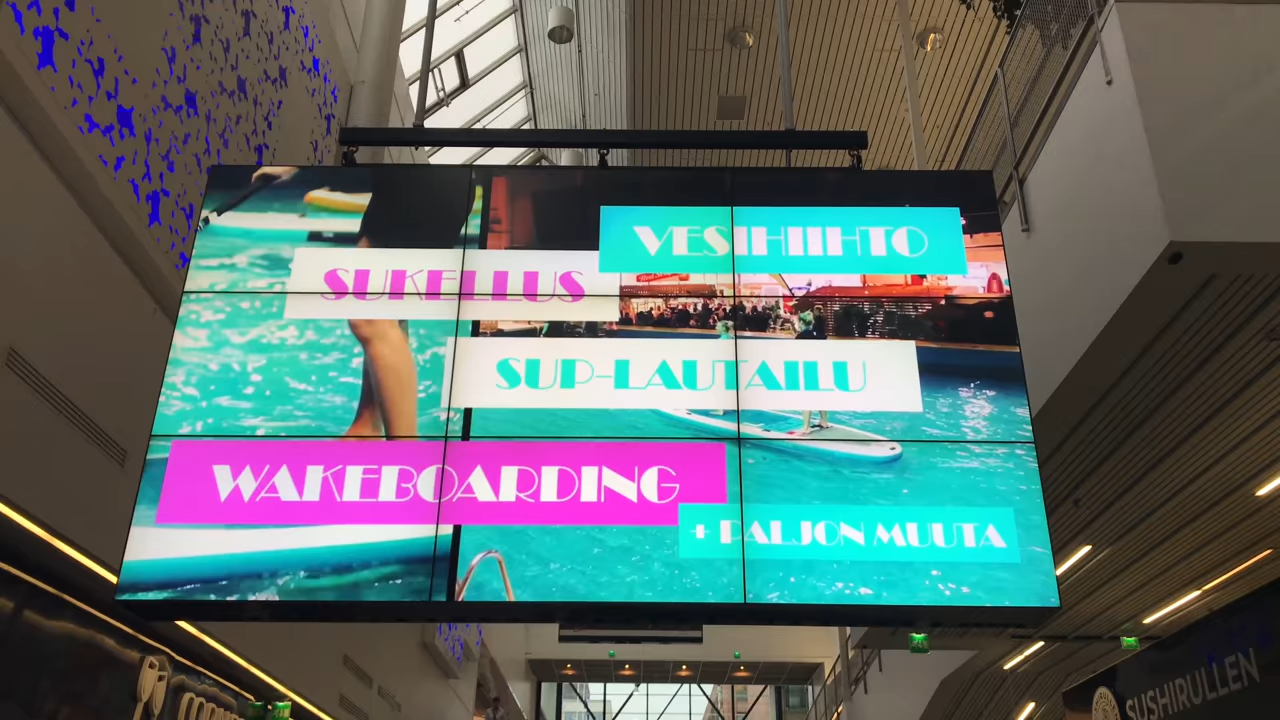 VESIHIIHTO
SUKELLUS
SUP-LAUTAILU
WAKEBOARDING
+ PALJON MUUTA
SUSHIRULLEN